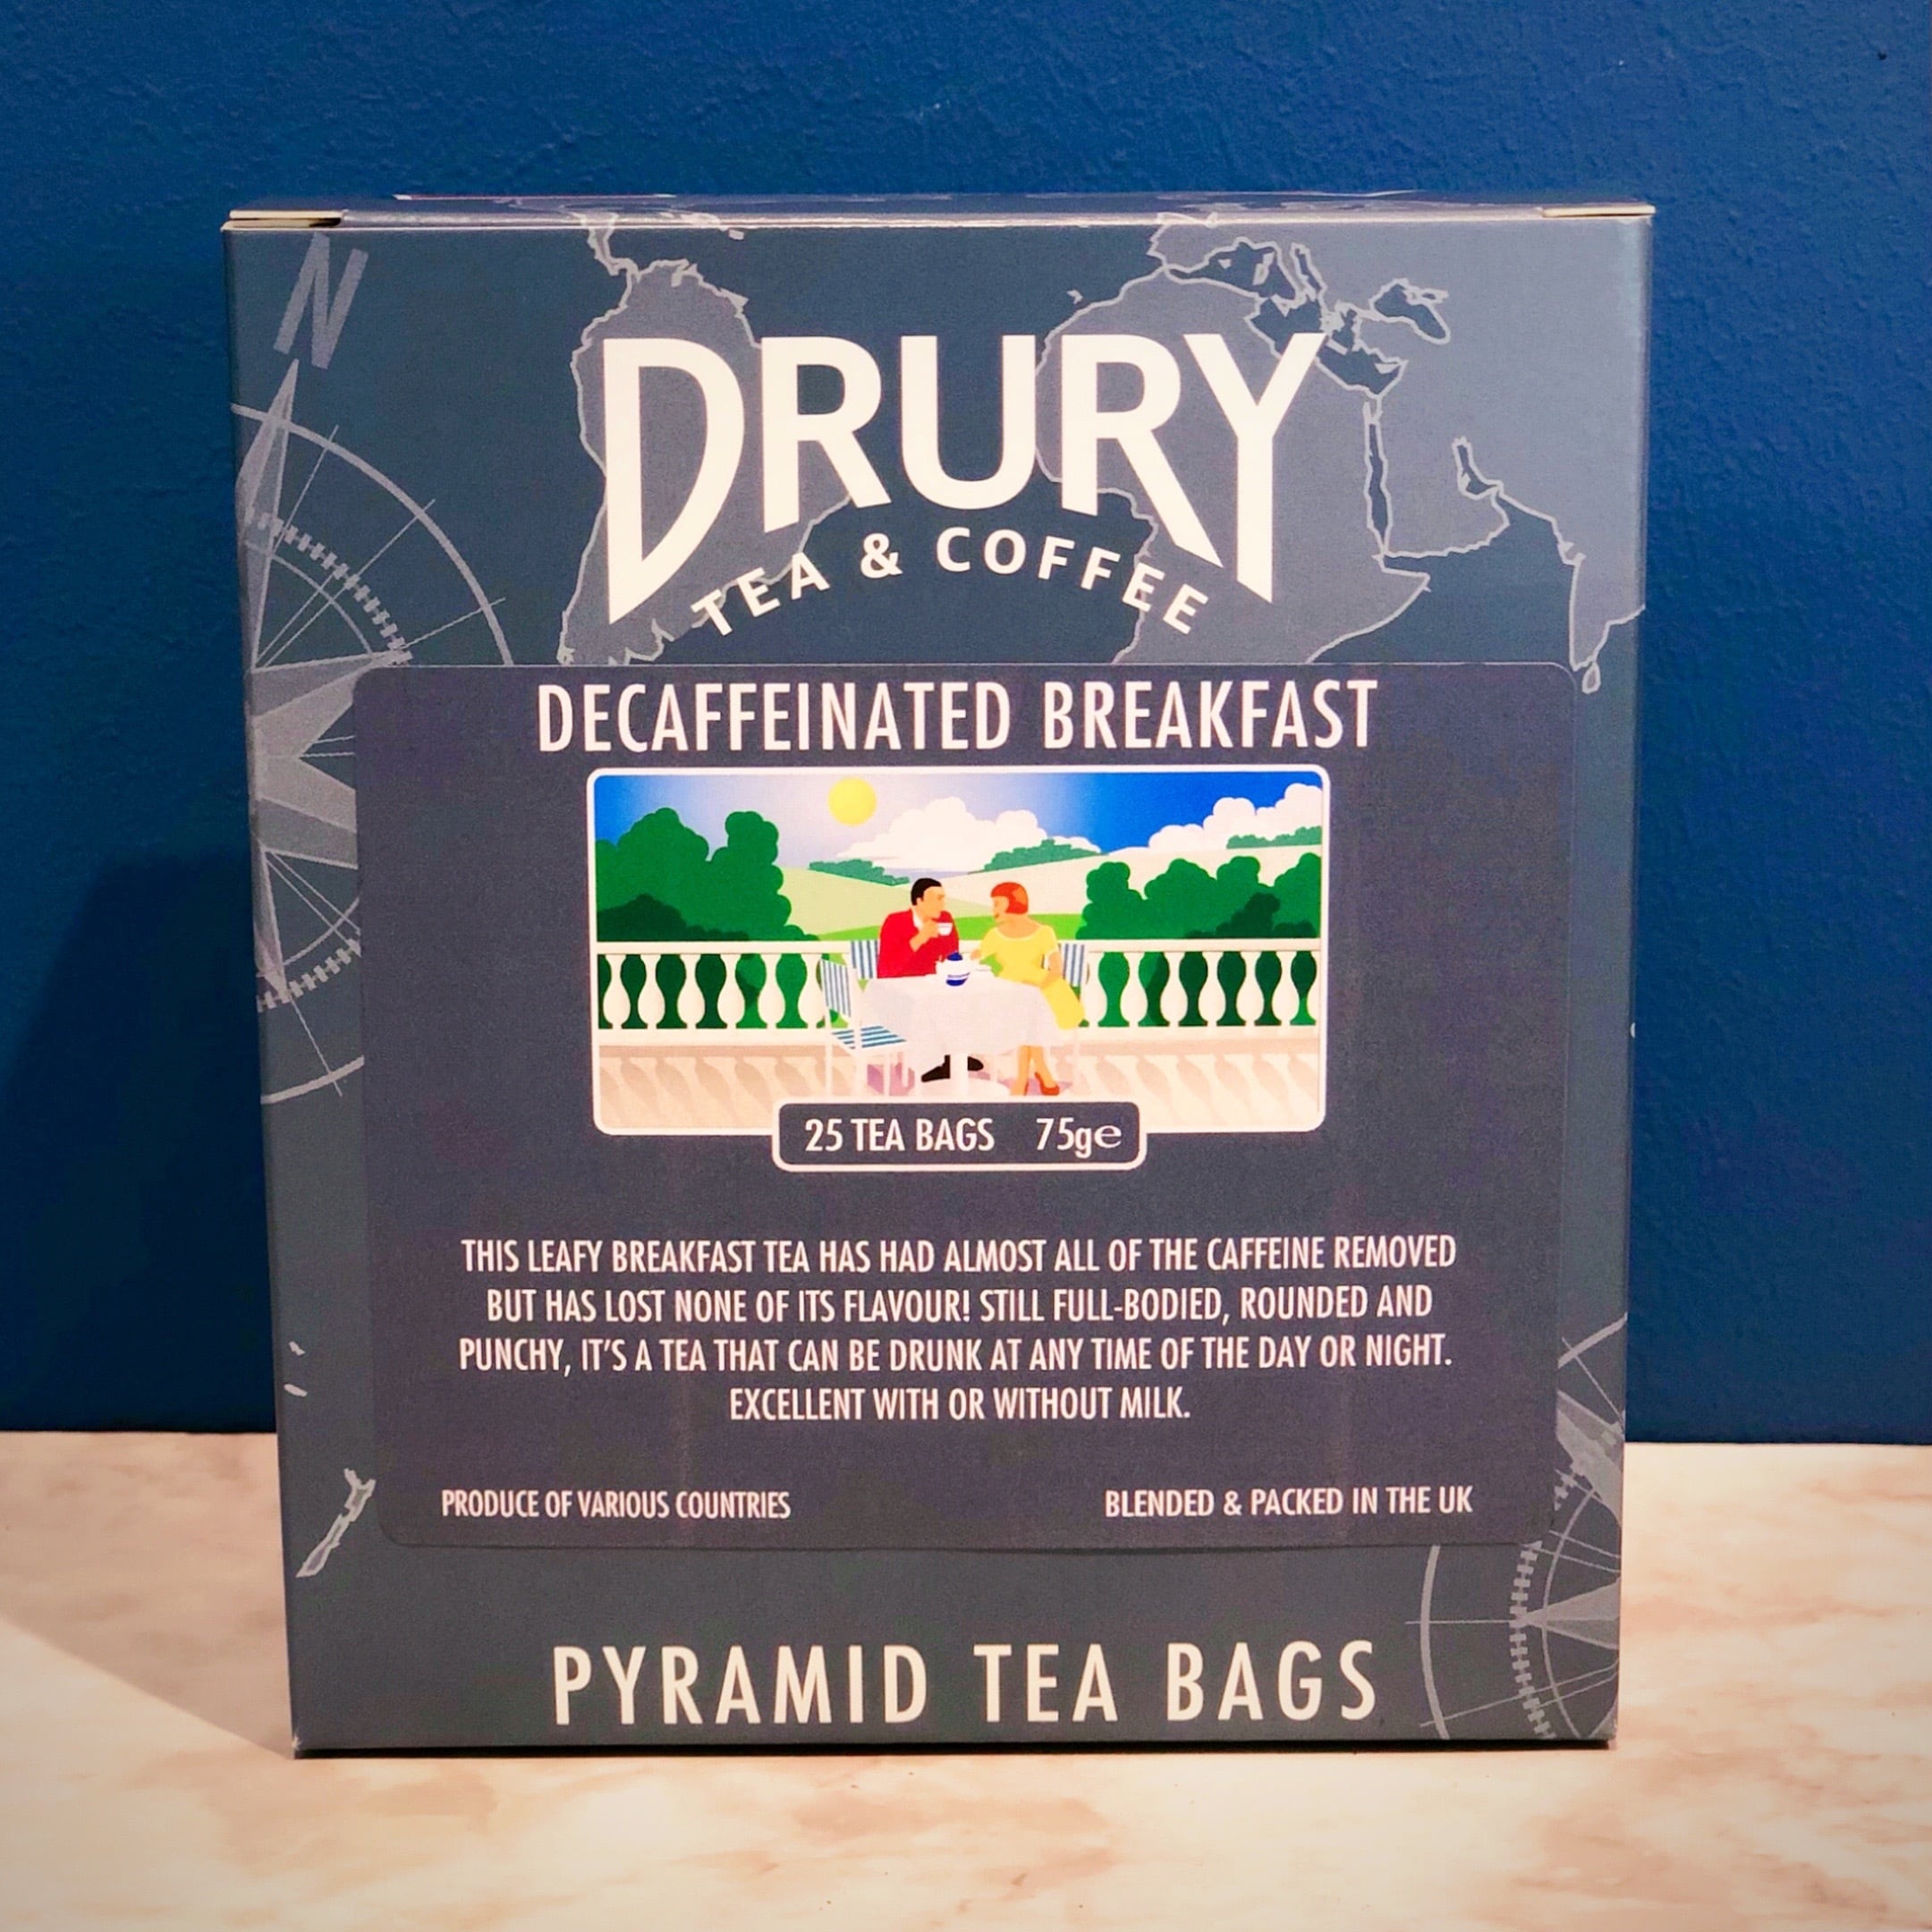 N
DRURY
TEA & COFFEE
DECAFFEINATED BREAKFAST
25 TEA BAGS 75g℮
THIS LEAFY BREAKFAST TEA HAS HAD ALMOST ALL OF THE CAFFEINE REMOVED
BUT HAS LOST NONE OF ITS FLAVOUR! STILL FULL-BODIED, ROUNDED AND
PUNCHY, IT'S A TEA THAT CAN BE DRUNK AT ANY TIME OF THE DAY OR NIGHT.
EXCELLENT WITH OR WITHOUT MILK.
PRODUCE OF VARIOUS COUNTRIES
BLENDED & PACKED IN THE UK
PYRAMID TEA BAGS